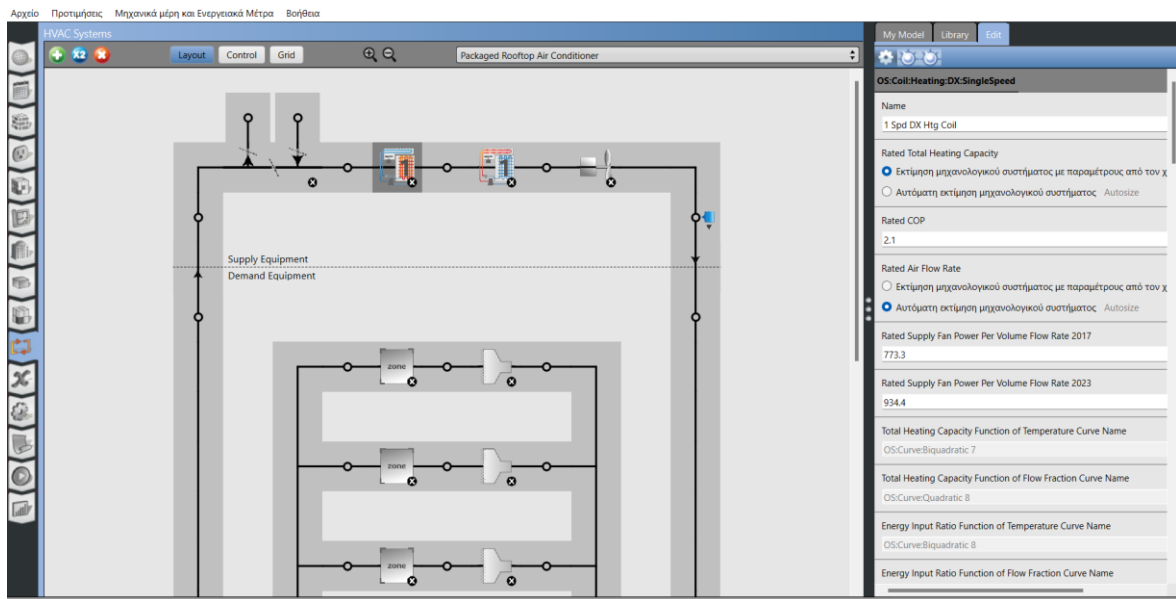 Αρχείο Προτιμήσεις Μηχανικά μέρη και Ενεργειακά Μέτρα Βοήθεια
HVAC Systems
My Model Library Edit
X2 Layout Control Grid Packaged Rooftop Air Conditioner
OS:Coil:Heating:DX:SingleSpeed
Name
1 Spd DX Htg Coil
Rated Total Heating Capacity
Εκτίμηση μηχανολογικού συστήματος με παραμέτρους από τον χ
Αυτόματη εκτίμηση μηχανολογικού συστήματος Autosize
Rated COP
2.1
Rated Air Flow Rate
Εκτίμηση μηχανολογικού συστήματος με παραμέτρους από τον χ
Αυτόματη εκτίμηση μηχανολογικού συστήματος Autosize
Rated Supply Fan Power Per Volume Flow Rate 2017
773.3
Rated Supply Fan Power Per Volume Flow Rate 2023
934.4
Total Heating Capacity Function of Temperature Curve Name
OS:Curve:Biquadratic 7
Total Heating Capacity Function of Flow Fraction Curve Name
OS:Curve:Quadratic 8
Energy Input Ratio Function of Temperature Curve Name
OS:Curve:Biquadratic 8
Energy Input Ratio Function of Flow Fraction Curve Name
1
1
Supply Equipment
Demand Equipment
zone
zone
zone